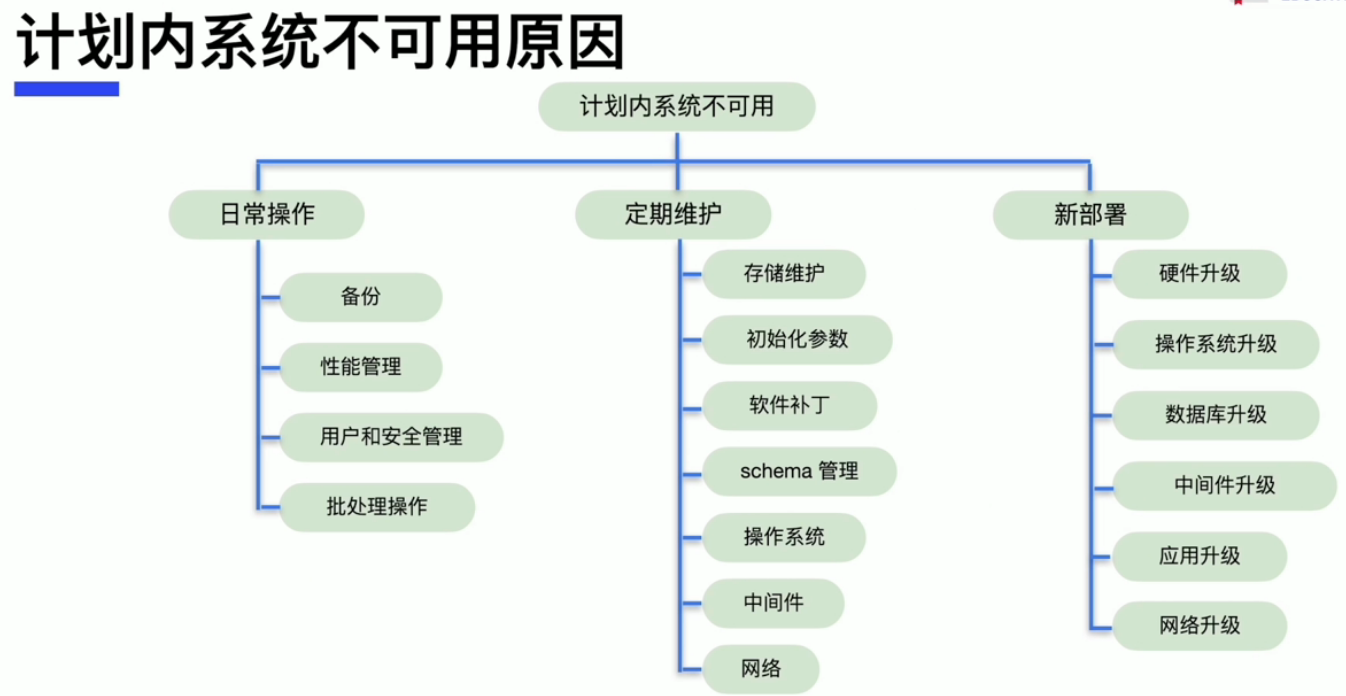 计划内系统不可用原因
计划内系统不可用
日常操作
备份
性能管理
用户和安全管理
批处理操作
定期维护
存储维护
初始化参数
软件补丁
schema 管理
操作系统
中间件
网络
新部署
硬件升级
操作系统升级
数据库升级
中间件升级
应用升级
网络升级